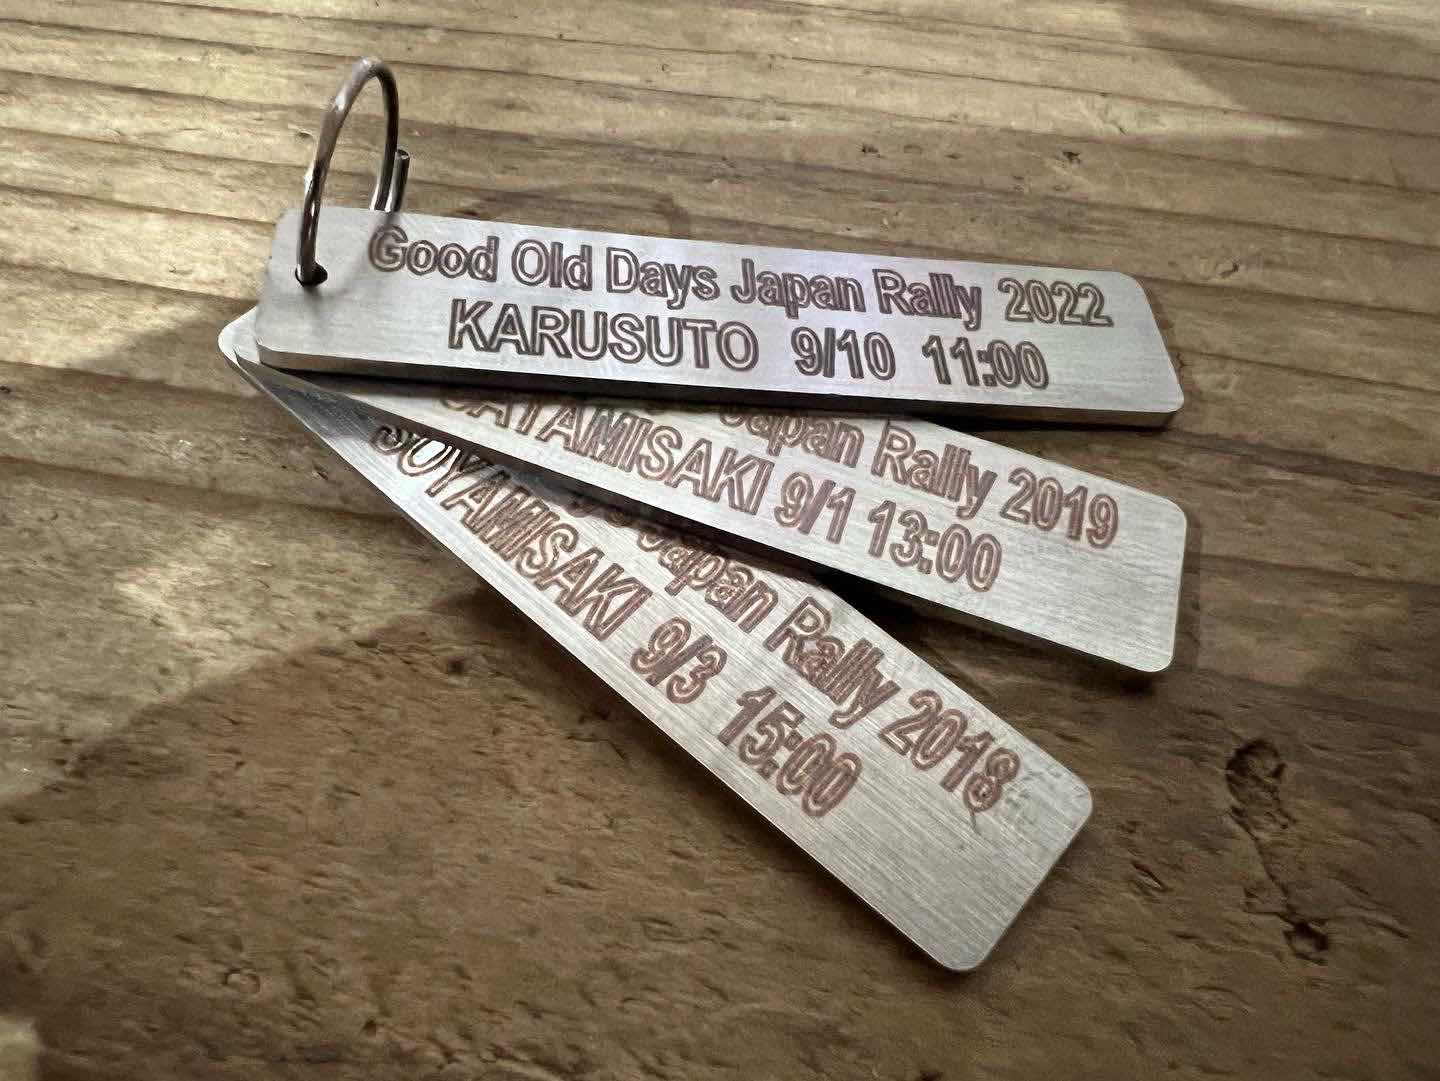 Good Old Days Japan Rally 2022
KARUSUTO 9/10 11:00
Japan Rally 2019
SATAMISAKI 9/1 13:00
Japan Rally 2018
SOYAMISAKI 9/3 15:00